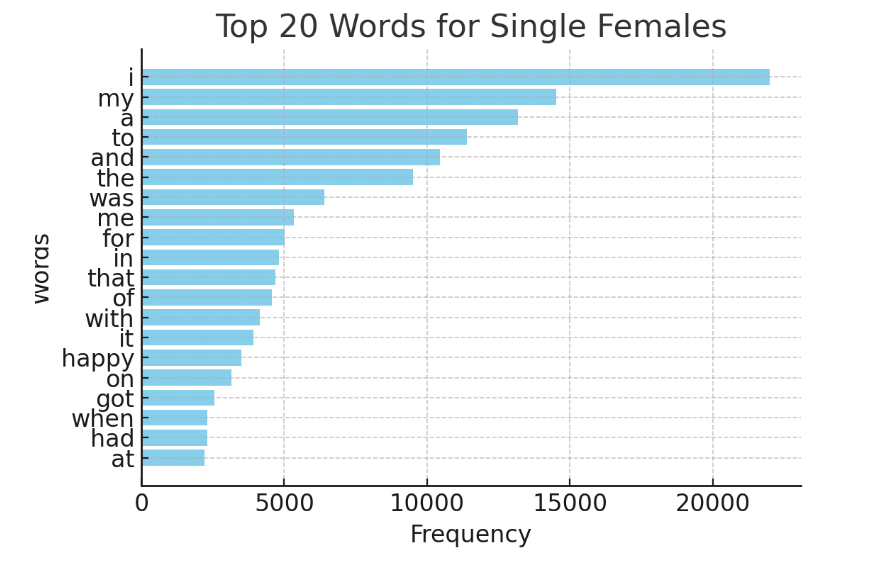 Top 20 Words for Single Females
i
my
a
to
and
the
was
me
for
in
that
of
with
it
happy
on
got
when
had
at
words
0 5000 10000 15000 20000
Frequency